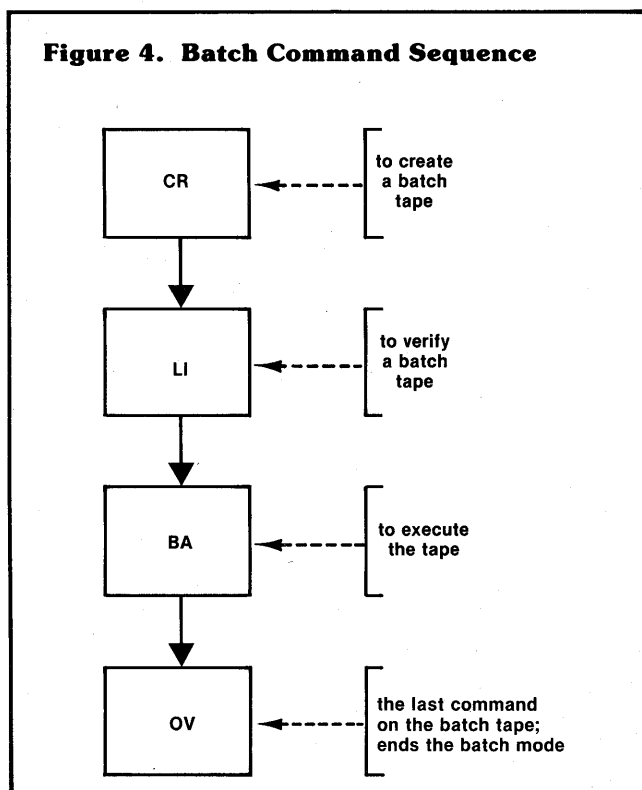 Figure 4. Batch Command Sequence
CR
to create
a batch
tape
LI
to verify
a batch
tape
BA
to execute
the tape
OV
the last command
on the batch tape;
ends the batch mode